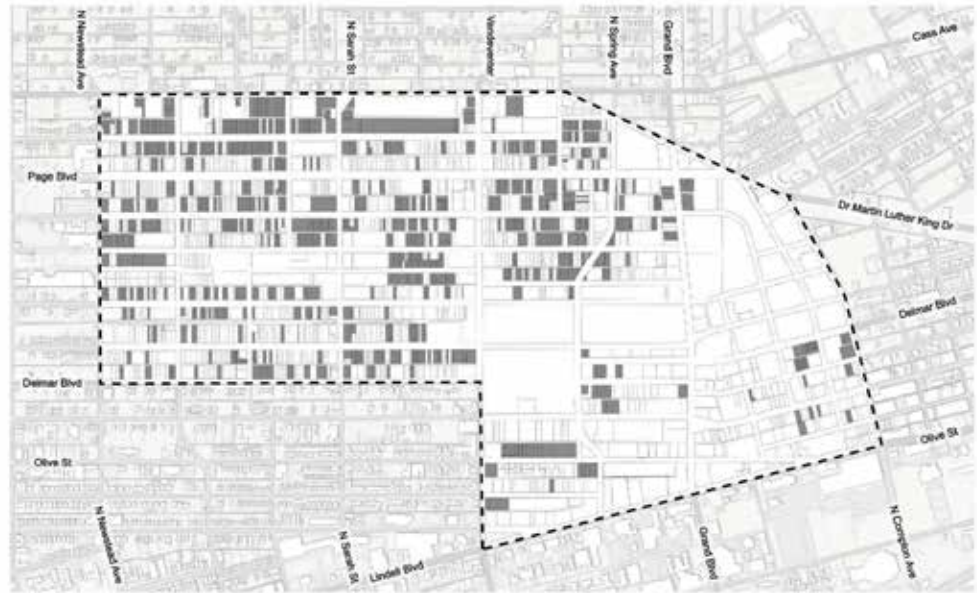 N Newstead Ave
N Sarah St
Vandeventer
N Spring Ave
Grand Blvd
Cass Ave
Page Blvd
Dr Martin Luther King Dr
Delmar Blvd
Delmar Blvd
Olive St
Olive St
N Newstead Ave
N Sarah St
Lindell Blvd
Grand Blvd
N Compton Ave